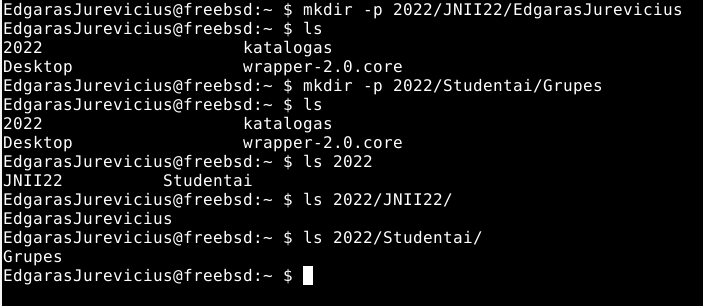 EdgarasJurevicius@freebsd:~ $ mkdir -p 2022/JNII22/EdgarasJurevicius
EdgarasJurevicius@freebsd:~ $ ls
2022                    katalogas
Desktop                 wrapper-2.0.core
EdgarasJurevicius@freebsd:~ $ mkdir -p 2022/Studentai/Grupes
EdgarasJurevicius@freebsd:~ $ ls
2022                    katalogas
Desktop                 wrapper-2.0.core
EdgarasJurevicius@freebsd:~ $ ls 2022
JNII22          Studentai
EdgarasJurevicius@freebsd:~ $ ls 2022/JNII22/
EdgarasJurevicius
EdgarasJurevicius@freebsd:~ $ ls 2022/Studentai/
Grupes
EdgarasJurevicius@freebsd:~ $